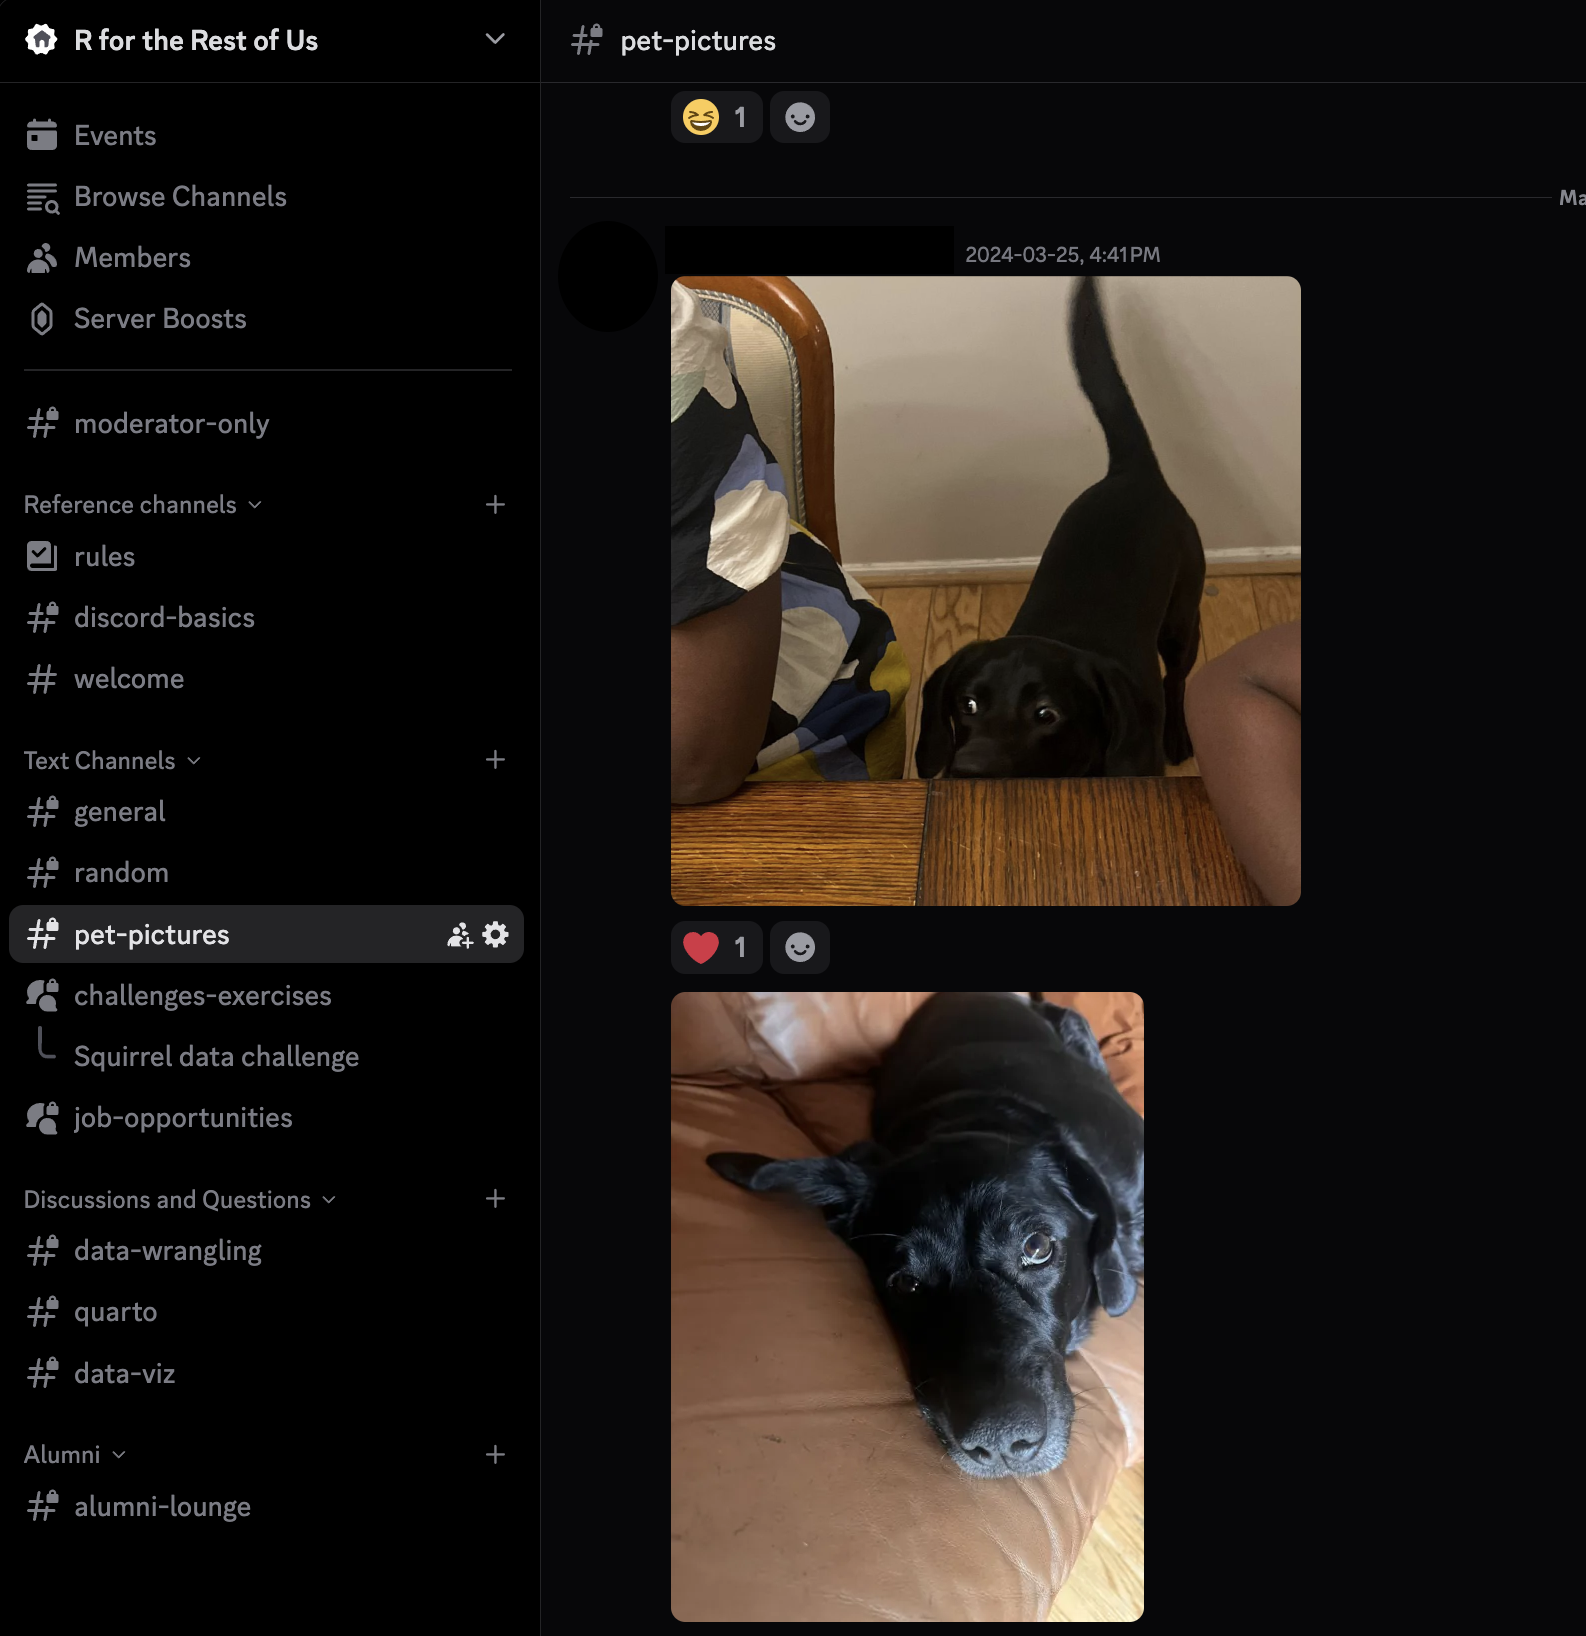 R for the Rest of Us
Events
Browse Channels
Members
Server Boosts
moderator-only
Reference channels
rules
discord-basics
welcome
Text Channels
general
random
pet-pictures
challenges-exercises
Squirrel data challenge
job-opportunities
Discussions and Questions
data-wrangling
quarto
data-viz
Alumni
alumni-lounge
pet-pictures
1
Ma
2024-03-25, 4:41 PM
1